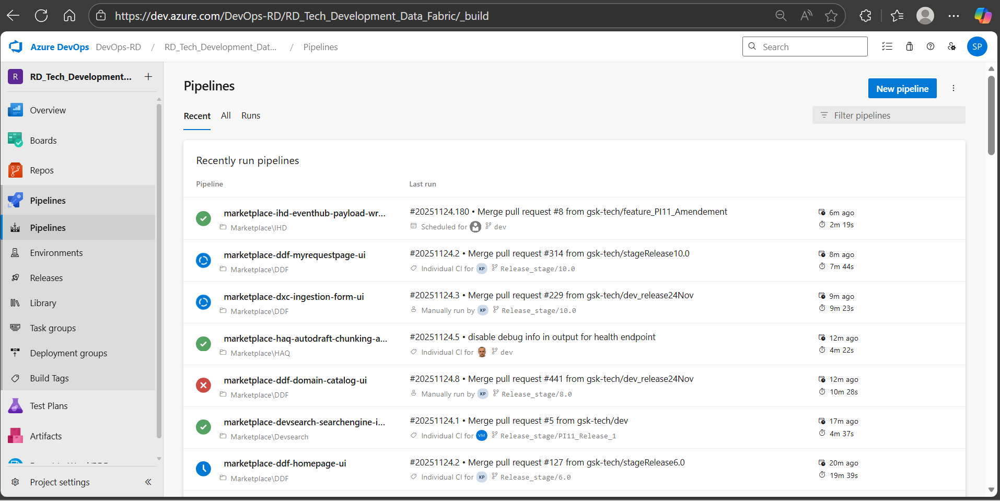 https://dev.azure.com/DevOps-RD/RD_Tech_Development_Data_Fabric/_build
Azure DevOps DevOps-RD / RD_Tech_Development_Dat... / Pipelines
Search
SP
R RD_Tech_Development...
Overview
Boards
Repos
Pipelines
Pipelines
Environments
Releases
Library
Task groups
Deployment groups
Build Tags
Test Plans
Artifacts
Project settings
Pipelines
New pipeline
Recent All Runs
Filter pipelines
Recently run pipelines
Pipeline Last run
marketplace-ihd-eventhub-payload-wr... #20251124.180 • Merge pull request #8 from gsk-tech/feature_PI11_Amendement 6m ago
Marketplace\IHD Scheduled for dev 2m 19s
marketplace-ddf-myrequestpage-ui #20251124.2 • Merge pull request #314 from gsk-tech/stageRelease10.0 8m ago
Marketplace\DDF Individual CI for KP Release_stage/10.0 7m 44s
marketplace-dxc-ingestion-form-ui #20251124.3 • Merge pull request #229 from gsk-tech/dev_release24Nov 9m ago
Marketplace\DDF Manually run by KP Release_stage/10.0 9m 23s
marketplace-haq-autodraft-chunking-a... #20251124.5 • disable debug info in output for health endpoint 12m ago
Marketplace\HAQ Individual CI for dev 4m 22s
marketplace-ddf-domain-catalog-ui #20251124.8 • Merge pull request #441 from gsk-tech/dev_release24Nov 12m ago
Marketplace\DDF Manually run by KP Release_stage/8.0 10m 28s
marketplace-devsearch-searchengine-i... #20251124.1 • Merge pull request #5 from gsk-tech/dev 17m ago
Marketplace\Devsearch Individual CI for VM Release_stage/PI11_Release_1 4m 37s
marketplace-ddf-homepage-ui #20251124.2 • Merge pull request #127 from gsk-tech/stageRelease6.0 20m ago
Marketplace\DDF Individual CI for KP Release_stage/6.0 19m 39s